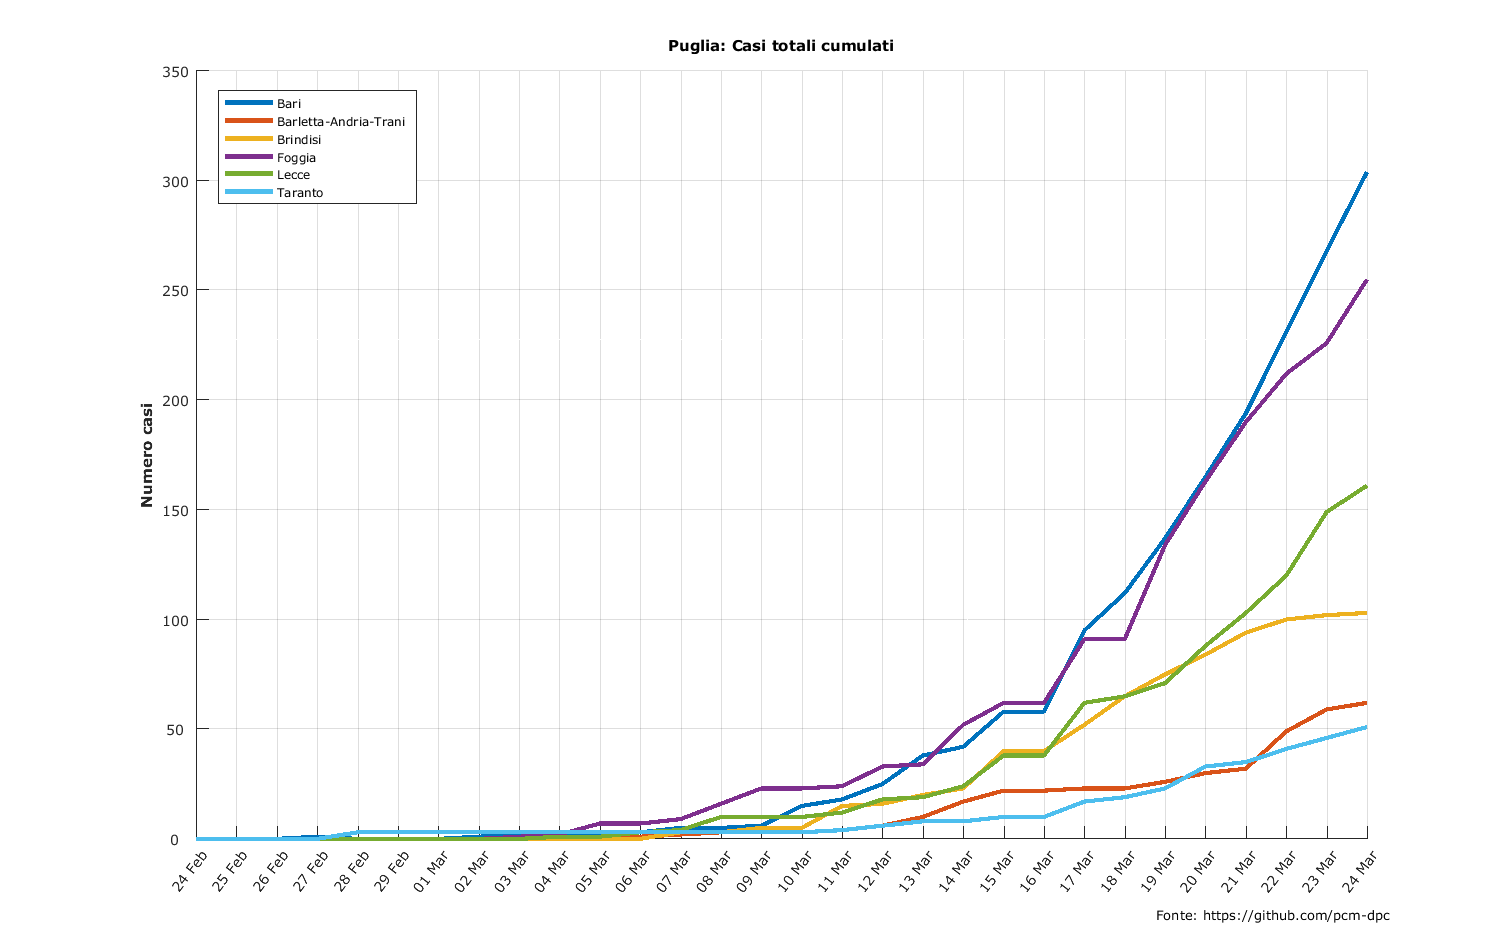 Puglia: Casi totali cumulati
350
300
250
200
150
100
50
0
Numero casi
Bari
Barletta-Andria-Trani
Brindisi
Foggia
Lecce
Taranto
24 Feb
25 Feb
26 Feb
27 Feb
28 Feb
29 Feb
01 Mar
02 Mar
03 Mar
04 Mar
05 Mar
06 Mar
07 Mar
08 Mar
09 Mar
10 Mar
11 Mar
12 Mar
13 Mar
14 Mar
15 Mar
16 Mar
17 Mar
18 Mar
19 Mar
20 Mar
21 Mar
22 Mar
23 Mar
24 Mar
Fonte: https://github.com/pcm-dpc